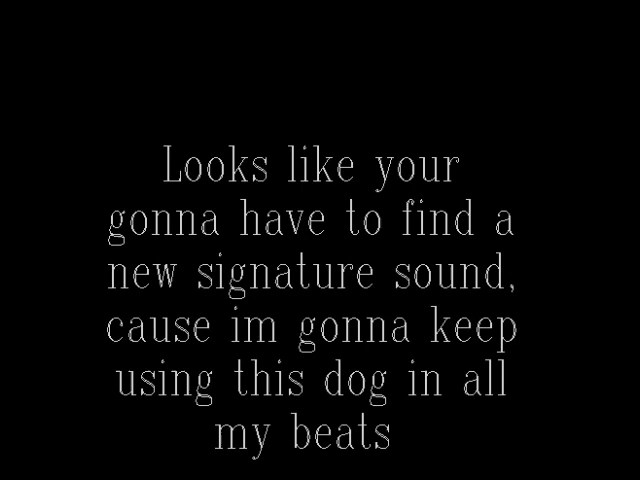 Looks like your
gonna have to find a
new signature sound,
cause im gonna keep
using this dog in all
my beats